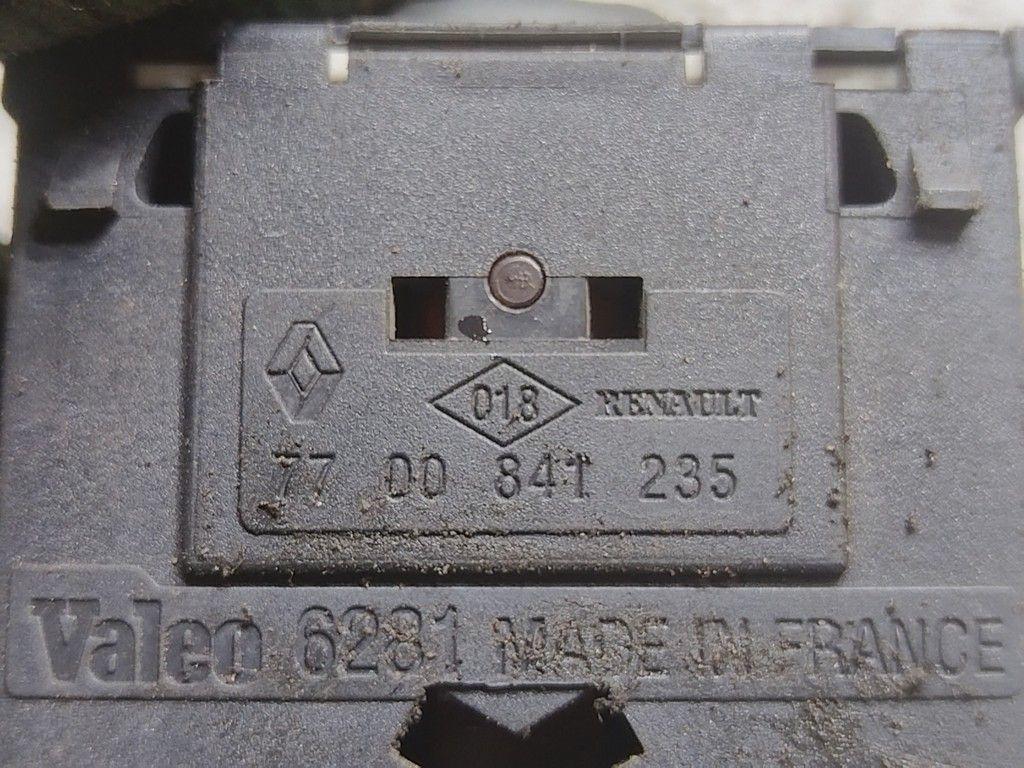 018 RENAULT
77 00 841 235
Valeo 6281 MADE IN FRANCE